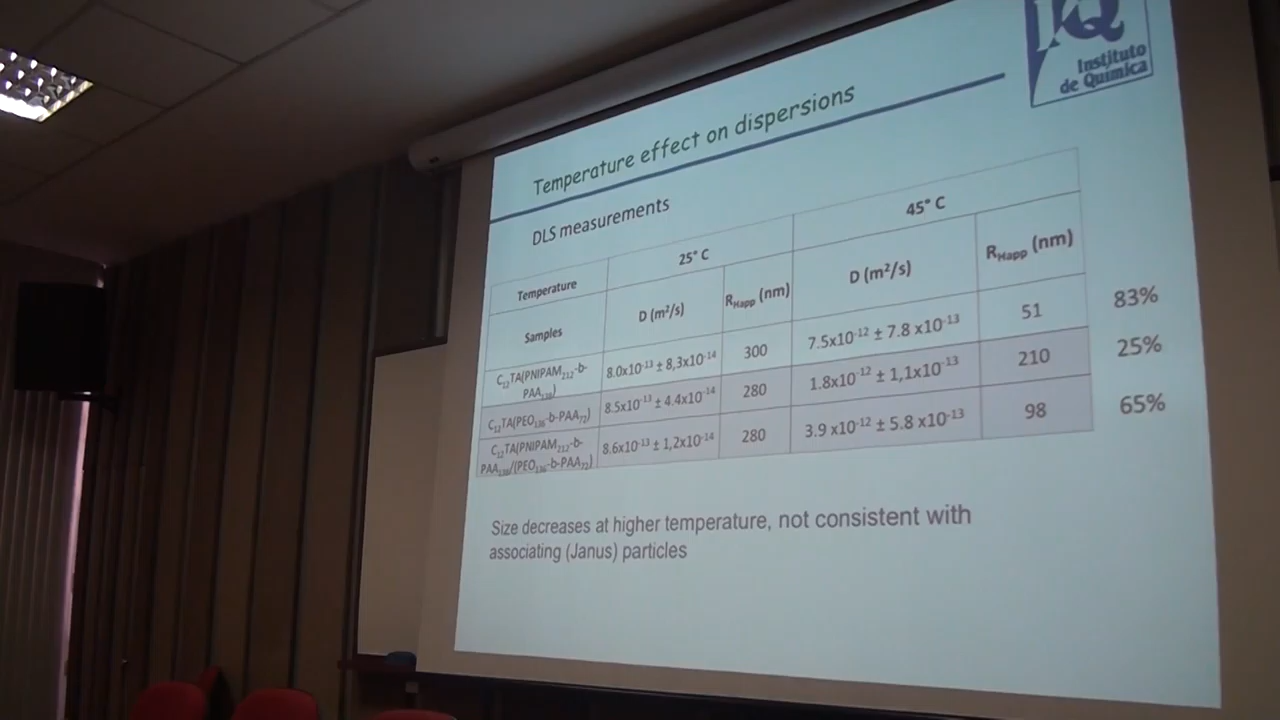 IQ
Instituto
de Química
Temperature effect on dispersions
DLS measurements
Temperature 25° C 45° C
Samples D (m²/s) R_Happ (nm) D (m²/s) R_Happ (nm)
C₁₂TA(PNIPAM₂₁₂-b-
PAA₁₃₈) 8.0x10⁻¹³ ± 8,3x10⁻¹⁴ 300 7.5x10⁻¹² ± 7.8 x10⁻¹³ 51 83%
C₁₂TA(PEO₁₃₆-b-PAA₇₂) 8.5x10⁻¹³ ± 4.4x10⁻¹⁴ 280 1.8x10⁻¹² ± 1,1x10⁻¹³ 210 25%
C₁₂TA(PNIPAM₂₁₂-b-
PAA₁₃₈/(PEO₁₃₆-b-PAA₇₂) 8.6x10⁻¹³ ± 1,2x10⁻¹⁴ 280 3.9 x10⁻¹² ± 5.8 x10⁻¹³ 98 65%
Size decreases at higher temperature, not consistent with
associating (Janus) particles